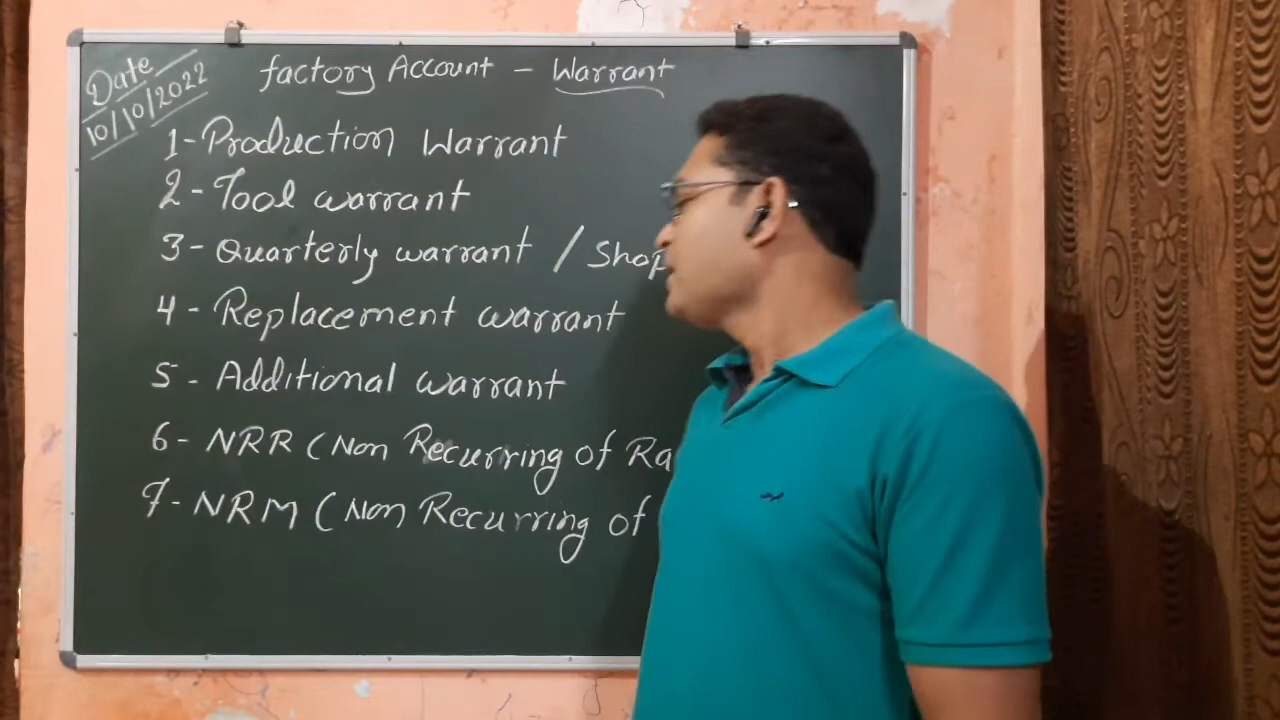 Date
10/10/2022
factory Account - Warrant
1-Production Warrant
2-Tool warrant
3-Quarterly warrant / Shop
4-Replacement warrant
5-Additional warrant
6-NRR (Non Recurring of Ra
7-NRM (Non Recurring of